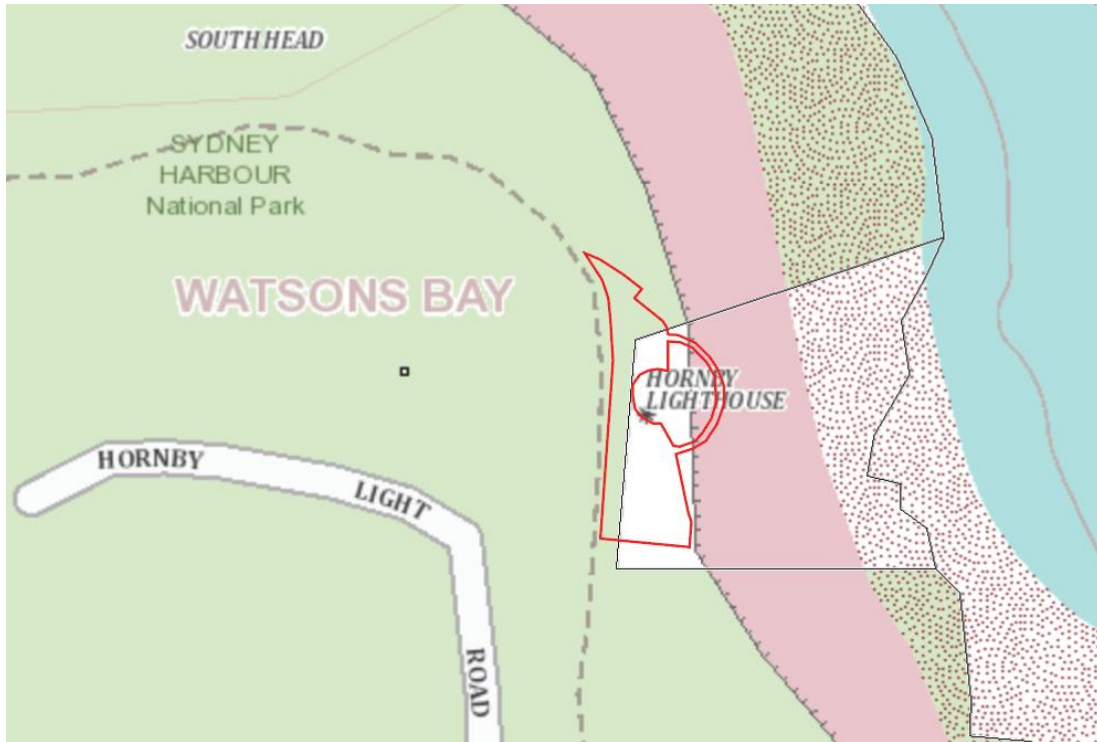 SOUTH HEAD
SYDNEY
HARBOUR
National Park
WATSONS BAY
HORNBY
LIGHTHOUSE
HORNBY
LIGHT
ROAD